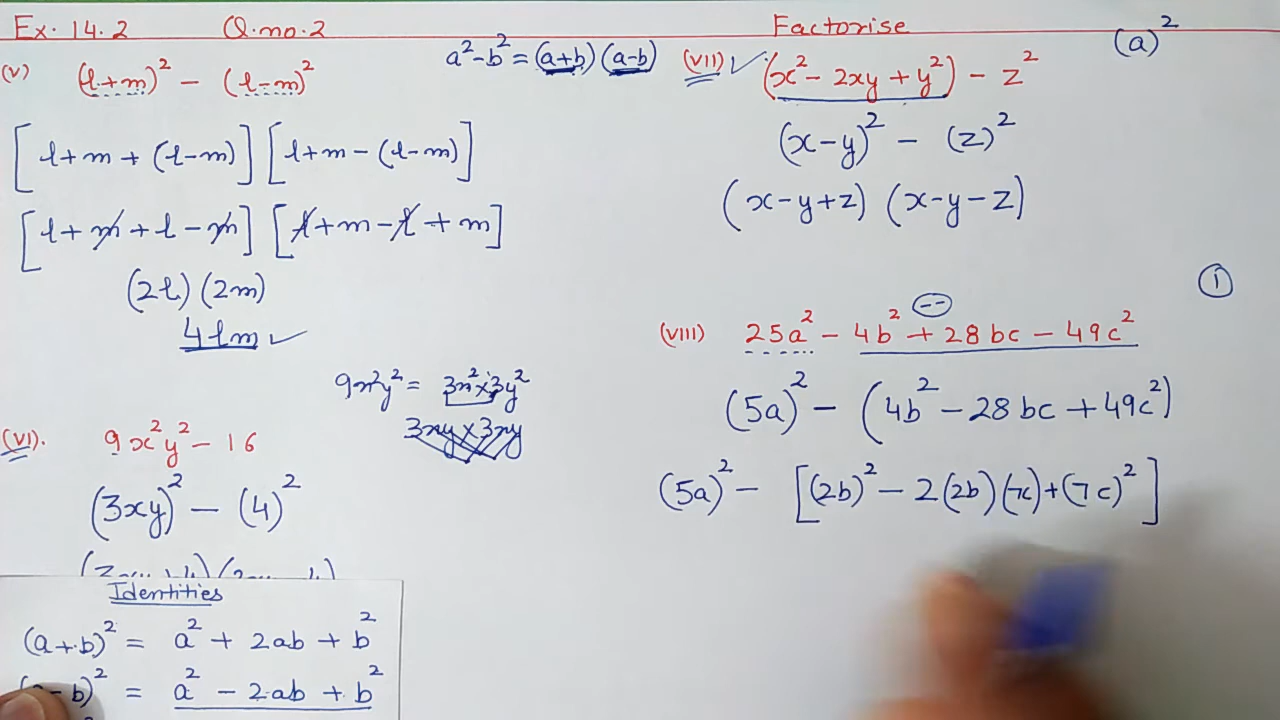 Ex. 14.2 Q.no.2 Factorise
a² - b² = (a+b) (a-b)
(a)²
(v) (l+m)² - (l-m)²
[l+m + (l-m)] [l+m - (l-m)]
[l + m + l - m] [l + m - l + m]
(2l) (2m)
4lm ✓
9x²y² = 3x² × 3y²
3xy × 3xy
(VI). 9x²y² - 16
(3xy)² - (4)²
Identities
(a+b)² = a² + 2ab + b²
b)² = a² - 2ab + b²
(VII) ✓ (x² - 2xy + y²) - z²
(x-y)² - (z)²
(x-y+z) (x-y-z)
①
--
(VIII) 25a² - 4b² + 28bc - 49c²
(5a)² - (4b² - 28bc + 49c²)
(5a)² - [(2b)² - 2(2b)(7c)+(7c)²]